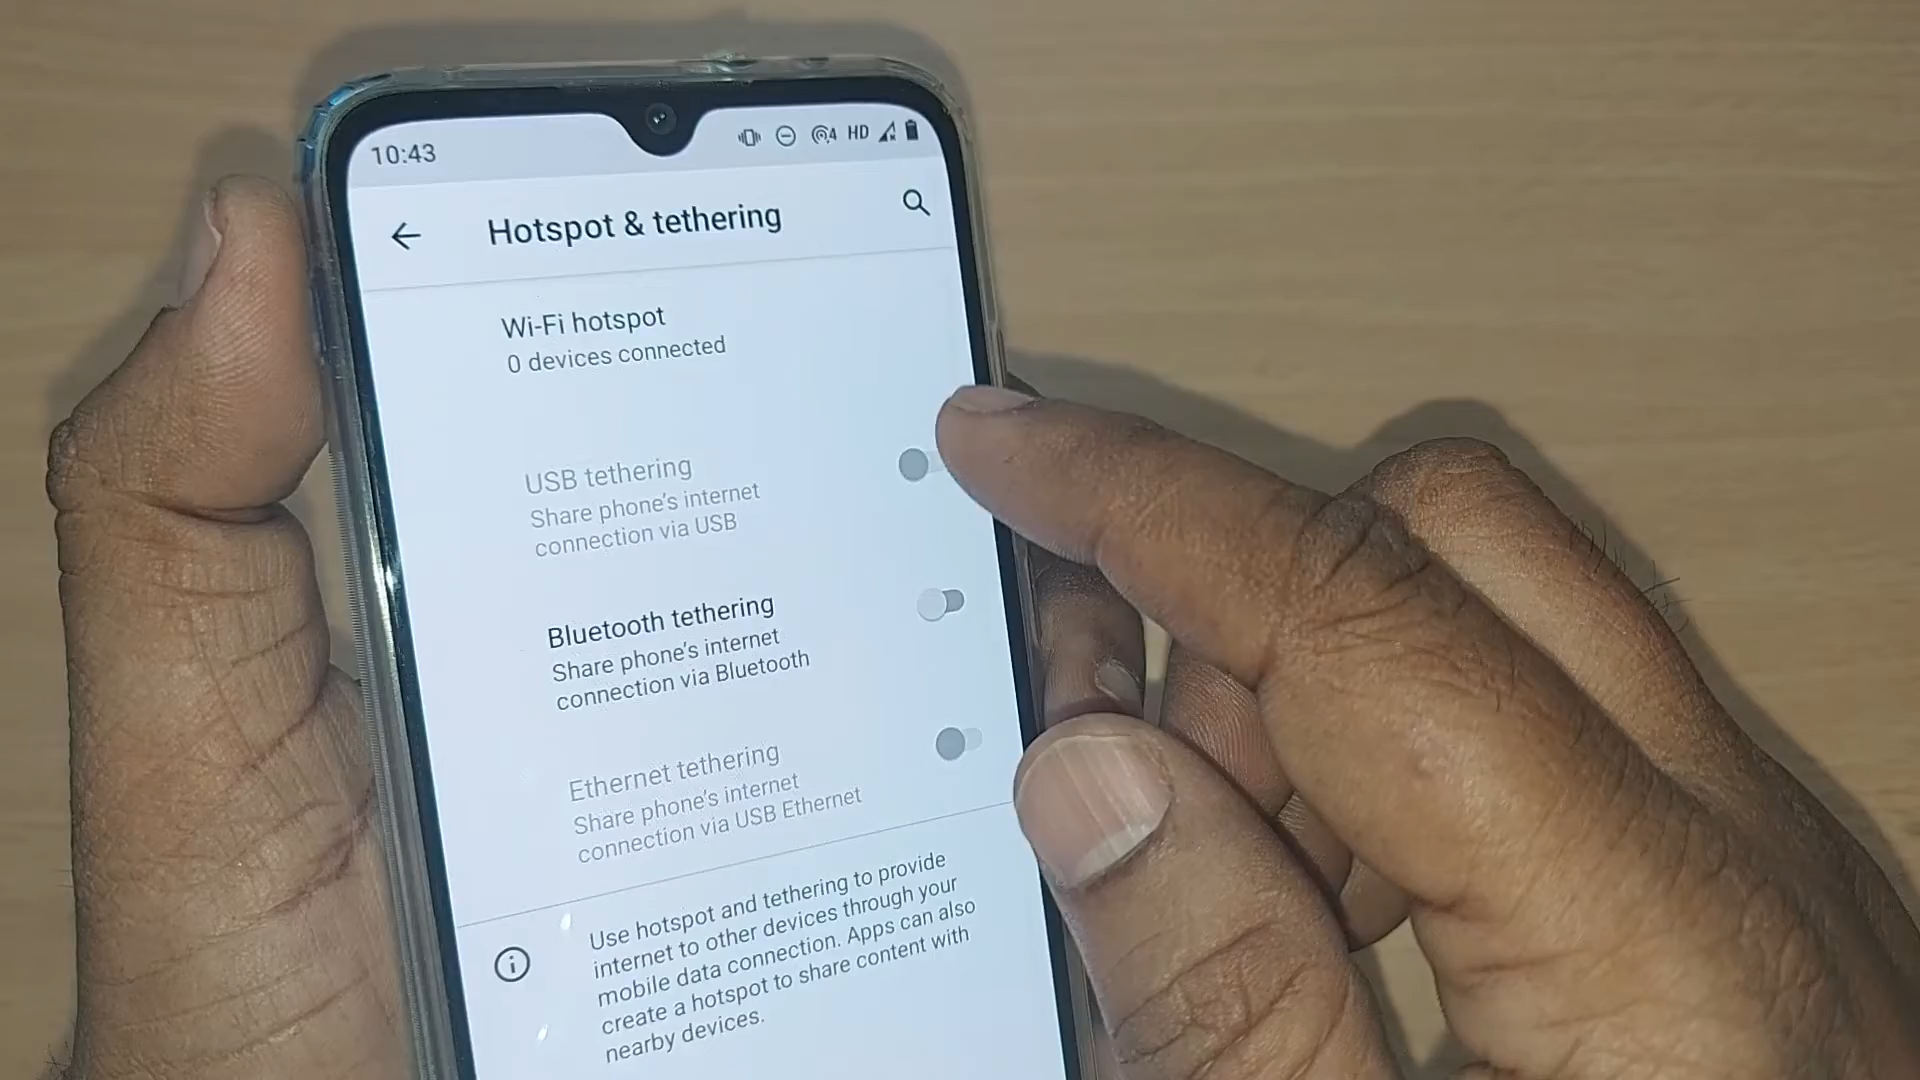 10:43
4 HD
Hotspot & tethering
Wi-Fi hotspot
0 devices connected
USB tethering
Share phone's internet
connection via USB
Bluetooth tethering
Share phone's internet
connection via Bluetooth
Ethernet tethering
Share phone's internet
connection via USB Ethernet
Use hotspot and tethering to provide
internet to other devices through your
mobile data connection. Apps can also
create a hotspot to share content with
nearby devices.